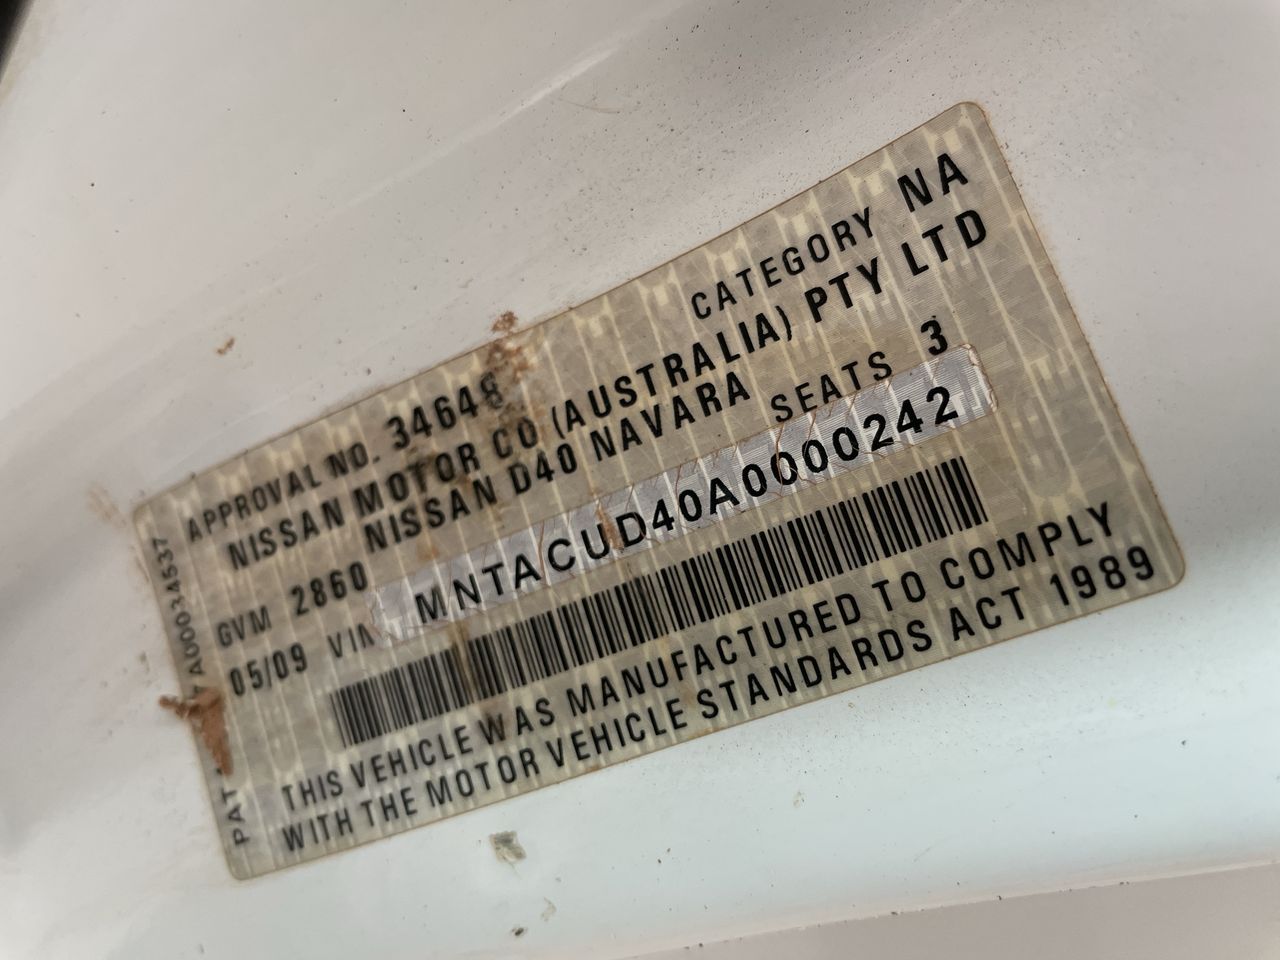 APPROVAL NO. 34648 CATEGORY NA
NISSAN MOTOR CO (AUSTRALIA) PTY LTD
NISSAN D40 NAVARA SEATS 3
GVM 2860
05/09 VIN MNTACUD40A0000242
THIS VEHICLE WAS MANUFACTURED TO COMPLY
WITH THE MOTOR VEHICLE STANDARDS ACT 1989